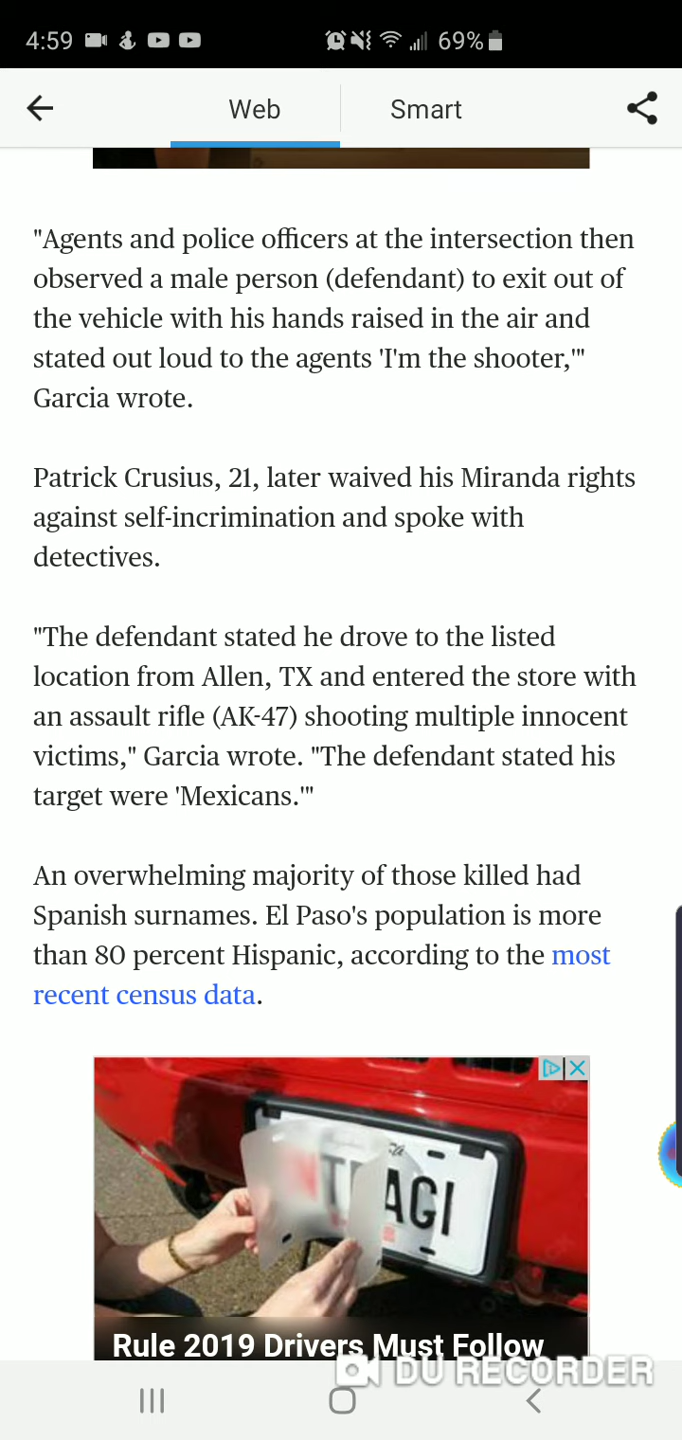 4:59
69%
Web
Smart
"Agents and police officers at the intersection then
observed a male person (defendant) to exit out of
the vehicle with his hands raised in the air and
stated out loud to the agents 'I'm the shooter,'"
Garcia wrote.
Patrick Crusius, 21, later waived his Miranda rights
against self-incrimination and spoke with
detectives.
"The defendant stated he drove to the listed
location from Allen, TX and entered the store with
an assault rifle (AK-47) shooting multiple innocent
victims," Garcia wrote. "The defendant stated his
target were 'Mexicans.'"
An overwhelming majority of those killed had
Spanish surnames. El Paso's population is more
than 80 percent Hispanic, according to the most
recent census data.
AGI
Rule 2019 Drivers Must Follow
DU RECORDER